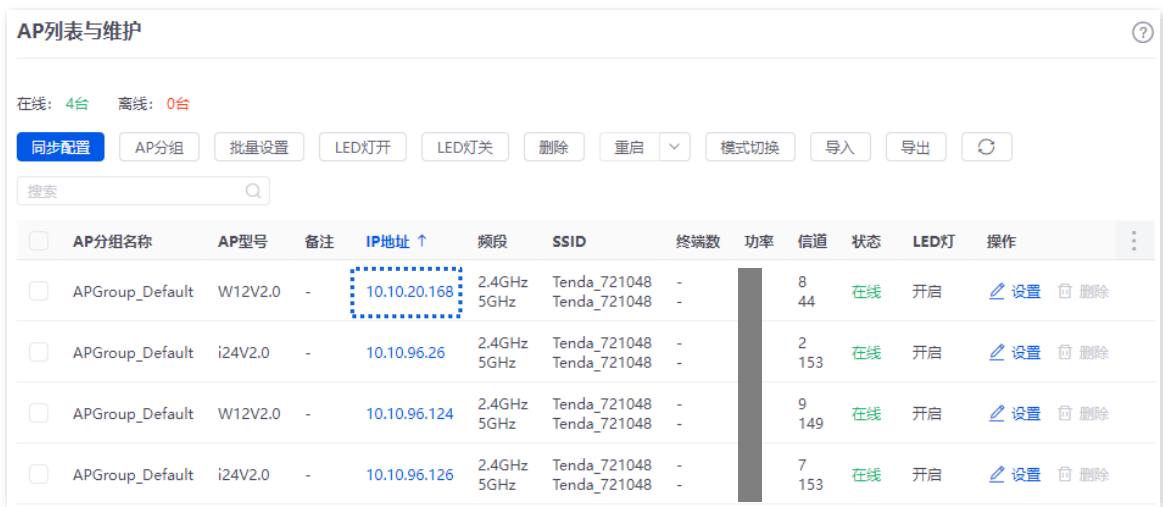 AP列表与维护
在线： 4台 离线： 0台
同步配置 AP分组 批量设置 LED灯开 LED灯关 删除 重启 模式切换 导入 导出
搜索
AP分组名称 AP型号 备注 IP地址 ↑ 频段 SSID 终端数 功率 信道 状态 LED灯 操作
APGroup_Default W12V2.0 - 10.10.20.168 2.4GHz Tenda_721048 - 8 在线 开启 设置 删除
5GHz Tenda_721048 - 44
APGroup_Default i24V2.0 - 10.10.96.26 2.4GHz Tenda_721048 - 2 在线 开启 设置 删除
5GHz Tenda_721048 - 153
APGroup_Default W12V2.0 - 10.10.96.124 2.4GHz Tenda_721048 - 9 在线 开启 设置 删除
5GHz Tenda_721048 - 149
APGroup_Default i24V2.0 - 10.10.96.126 2.4GHz Tenda_721048 - 7 在线 开启 设置 删除
5GHz Tenda_721048 - 153